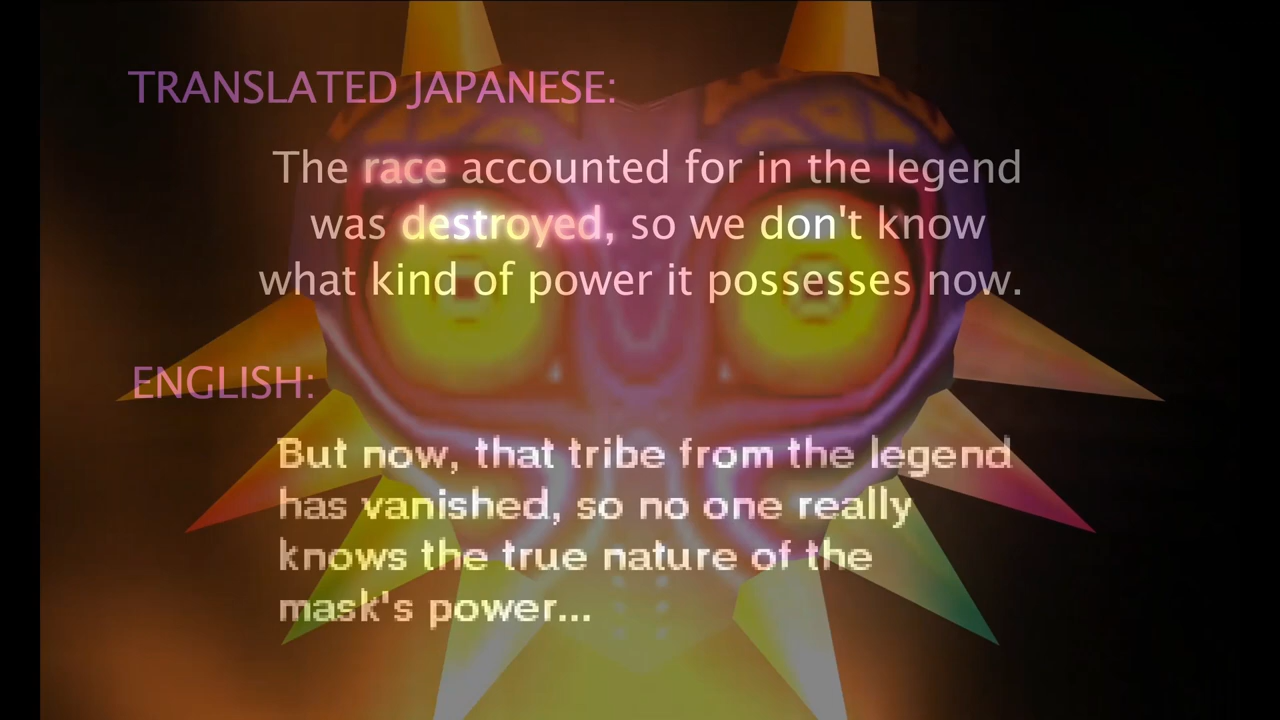 TRANSLATED JAPANESE:
The race accounted for in the legend
was destroyed, so we don't know
what kind of power it possesses now.
ENGLISH:
But now, that tribe from the legend
has vanished, so no one really
knows the true nature of the
mask's power...